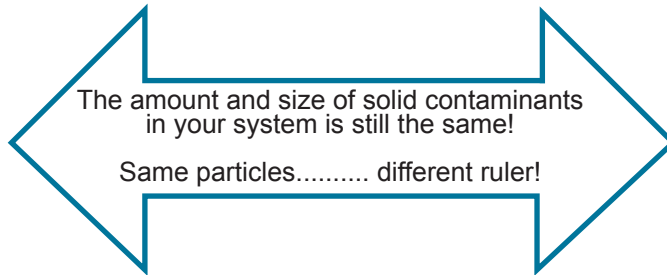 The amount and size of solid contaminants
in your system is still the same!
Same particles.......... different ruler!